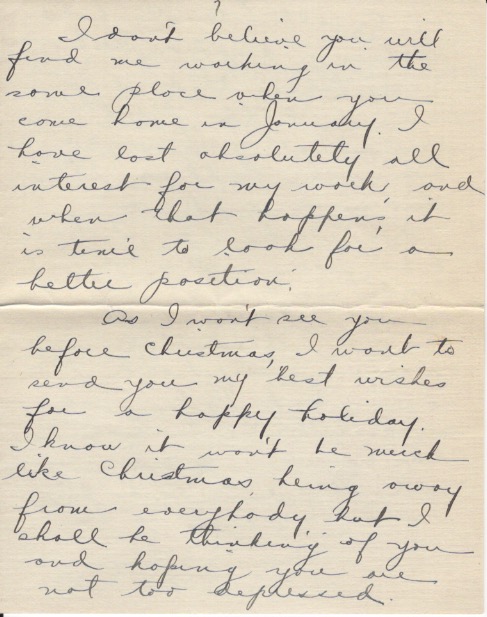 ?
I don't believe you will
find me working in the
same place when you
come home in January. I
have lost absolutely all
interest for my work, and
when that happens, it
is time to look for a
better position.
As I won't see you
before Christmas, I want to
send you my best wishes
for a happy holiday.
I know it won't be much
like Christmas being away
from everybody but I
shall be thinking of you
and hoping you are
not too depressed.